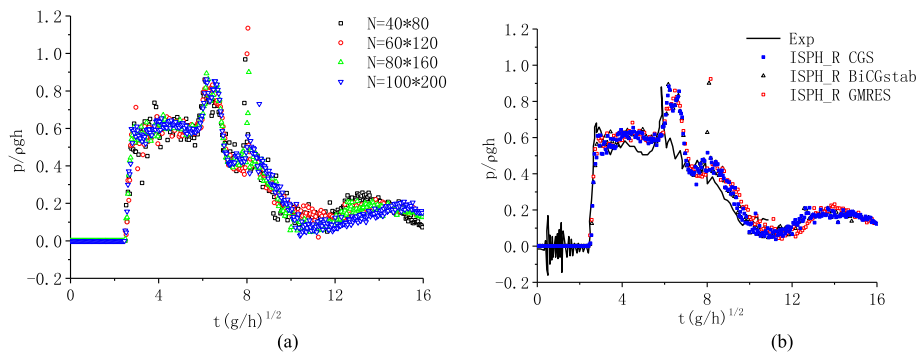 1.2
1.0
0.8
0.6
0.4
0.2
0.0
-0.2
p/ρgh
0 4 8 12 16
t(g/h)^1/2
N=40*80
N=60*120
N=80*160
N=100*200
(a)
1.2
1.0
0.8
0.6
0.4
0.2
0.0
-0.2
p/ρgh
0 4 8 12 16
t(g/h)^1/2
Exp
ISPH_R CGS
ISPH_R BiCGstab
ISPH_R GMRES
(b)